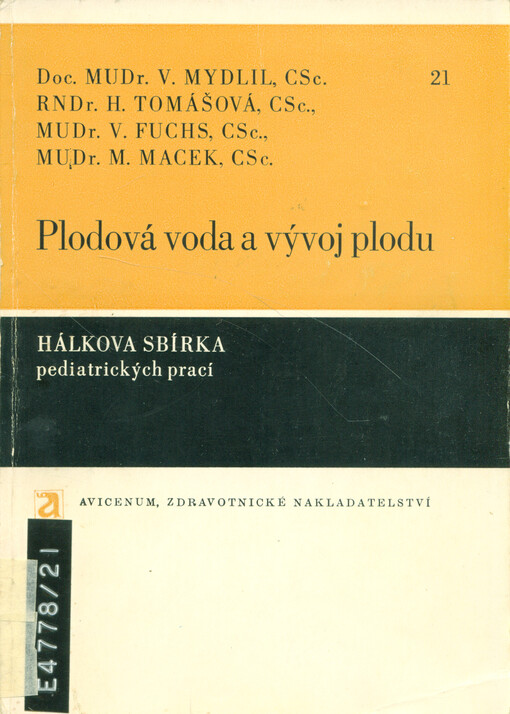 Doc. MUDr. V. MYDLIL, CSc. 21
RNDr. H. TOMÁŠOVÁ, CSc.,
MUDr. V. FUCHS, CSc.,
MUDr. M. MACEK, CSc.
Plodová voda a vývoj plodu
HÁLKOVA SBÍRKA
pediatrických prací
a
AVICENUM, ZDRAVOTNICKÉ NAKLADATELSTVÍ
E4778/21